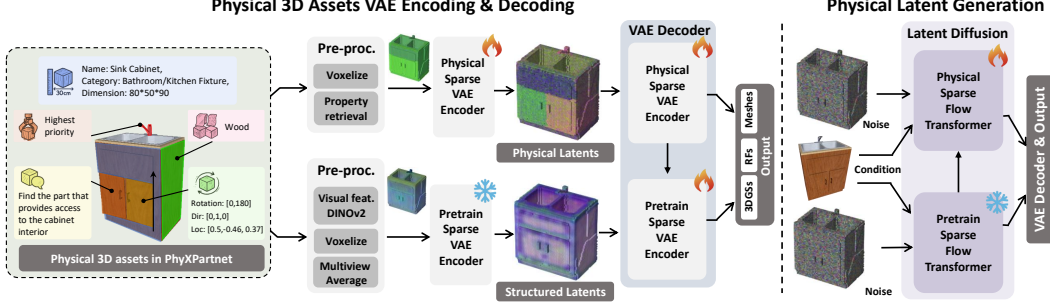 Physical 3D Assets VAE Encoding & Decoding
Name: Sink Cabinet,
Category: Bathroom/Kitchen Fixture,
Dimension: 80*50*90
30cm
Highest
priority
Wood
Find the part that
provides access
to the cabinet
interior
Rotation: [0,180]
Dir: [0,1,0]
Loc: [0.5,-0.46, 0.37]
Physical 3D assets in PhyXPartnet
Pre-proc.
Voxelize
Property
retrieval
Physical
Sparse
VAE
Encoder
Physical Latents
Pre-proc.
Visual feat.
DINOv2
Voxelize
Multiview
Average
Pretrain
Sparse
VAE
Encoder
Structured Latents
VAE Decoder
Physical
Sparse
VAE
Encoder
Pretrain
Sparse
VAE
Encoder
Meshes
RFs
3DGSs
Output
Physical Latent Generation
Noise
Condition
Noise
Latent Diffusion
Physical
Sparse
Flow
Transformer
Pretrain
Sparse
Flow
Transformer
VAE Decoder & Output